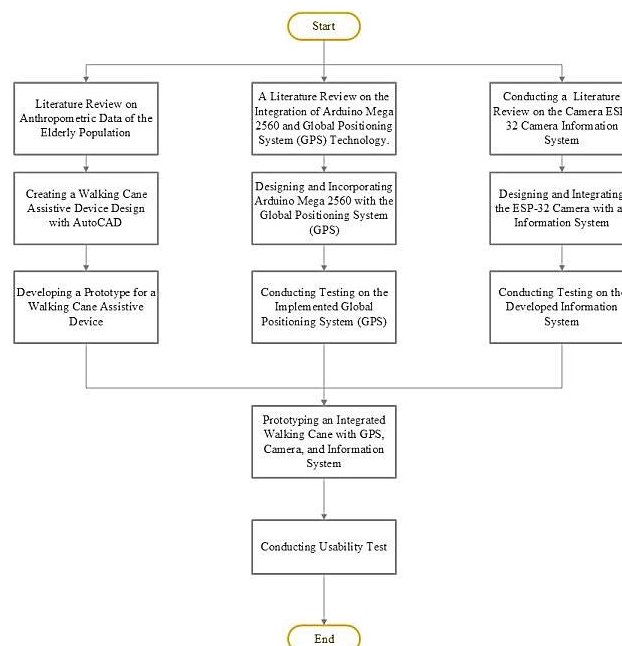 Start
Literature Review on
Anthropometric Data of the
Elderly Population
A Literature Review on the
Integration of Arduino Mega
2560 and Global Positioning
System (GPS) Technology.
Conducting a Literature
Review on the Camera ESP
32 Camera Information
System
Creating a Walking Cane
Assistive Device Design
with AutoCAD
Designing and Incorporating
Arduino Mega 2560 with the
Global Positioning System
(GPS)
Designing and Integrating
the ESP-32 Camera with a
Information System
Developing a Prototype for a
Walking Cane Assistive
Device
Conducting Testing on the
Implemented Global
Positioning System (GPS)
Conducting Testing on the
Developed Information
System
Prototyping an Integrated
Walking Cane with GPS,
Camera, and Information
System
Conducting Usability Test
End